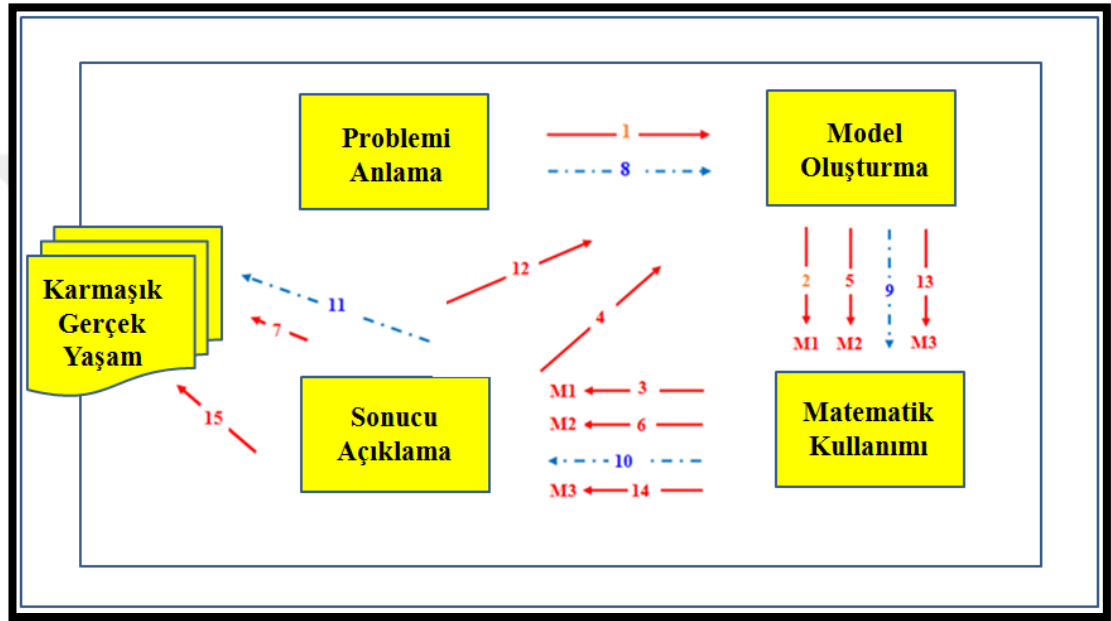 Problemi
Anlama
1
8
Model
Oluşturma
12
4
2 5 9 13
M1 M2 M3
Karmaşık
Gerçek
Yaşam
11
7
15
Sonucu
Açıklama
M1 3
M2 6
10
M3 14
Matematik
Kullanımı